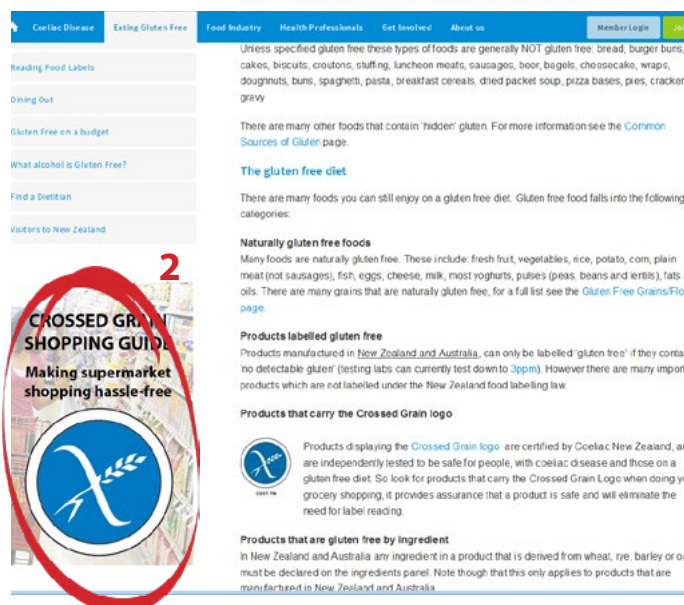 Coeliac Disease Eating Gluten Free Food Industry Health Professionals Get Involved About us Member Login
Reading Food Labels
Dining Out
Gluten Free on a budget
What alcohol is Gluten Free?
Find a Dietitian
Visitors to New Zealand
2
CROSSED GRAIN
SHOPPING GUIDE
Making supermarket
shopping hassle-free
Unless specified gluten free these types of foods are generally NOT gluten free: bread, burger buns,
cakes, biscuits, croutons, stuffing, luncheon meats, sausages, beer, bagels, cheesecake, wraps,
doughnuts, buns, spaghetti, pasta, breakfast cereals, dried packet soup, pizza bases, pies, cracker
gravy
There are many other foods that contain 'hidden' gluten. For more information see the Common
Sources of Gluten page.
The gluten free diet
There are many foods you can still enjoy on a gluten free diet. Gluten free food falls into the following
categories:
Naturally gluten free foods
Many foods are naturally gluten free. These include: fresh fruit, vegetables, rice, potato, corn, plain
meat (not sausages), fish, eggs, cheese, milk, most yoghurts, pulses (peas, beans and lentils), fats
oils. There are many grains that are naturally gluten free, for a full list see the Gluten Free Grains/Flo
page.
Products labelled gluten free
Products manufactured in New Zealand and Australia, can only be labelled 'gluten free' if they conta
'no detectable gluten' (testing labs can currently test down to 3ppm). However there are many import
products which are not labelled under the New Zealand food labelling law.
Products that carry the Crossed Grain logo
Products displaying the Crossed Grain logo are certified by Coeliac New Zealand, a
are independently tested to be safe for people, with coeliac disease and those on a
gluten free diet. So look for products that carry the Crossed Grain Logo when doing yo
grocery shopping, it provides assurance that a product is safe and will eliminate the
need for label reading.
Products that are gluten free by ingredient
In New Zealand and Australia any ingredient in a product that is derived from wheat, rye, barley or oa
must be declared on the ingredients panel. Note though that this only applies to products that are
manufactured in New Zealand and Australia